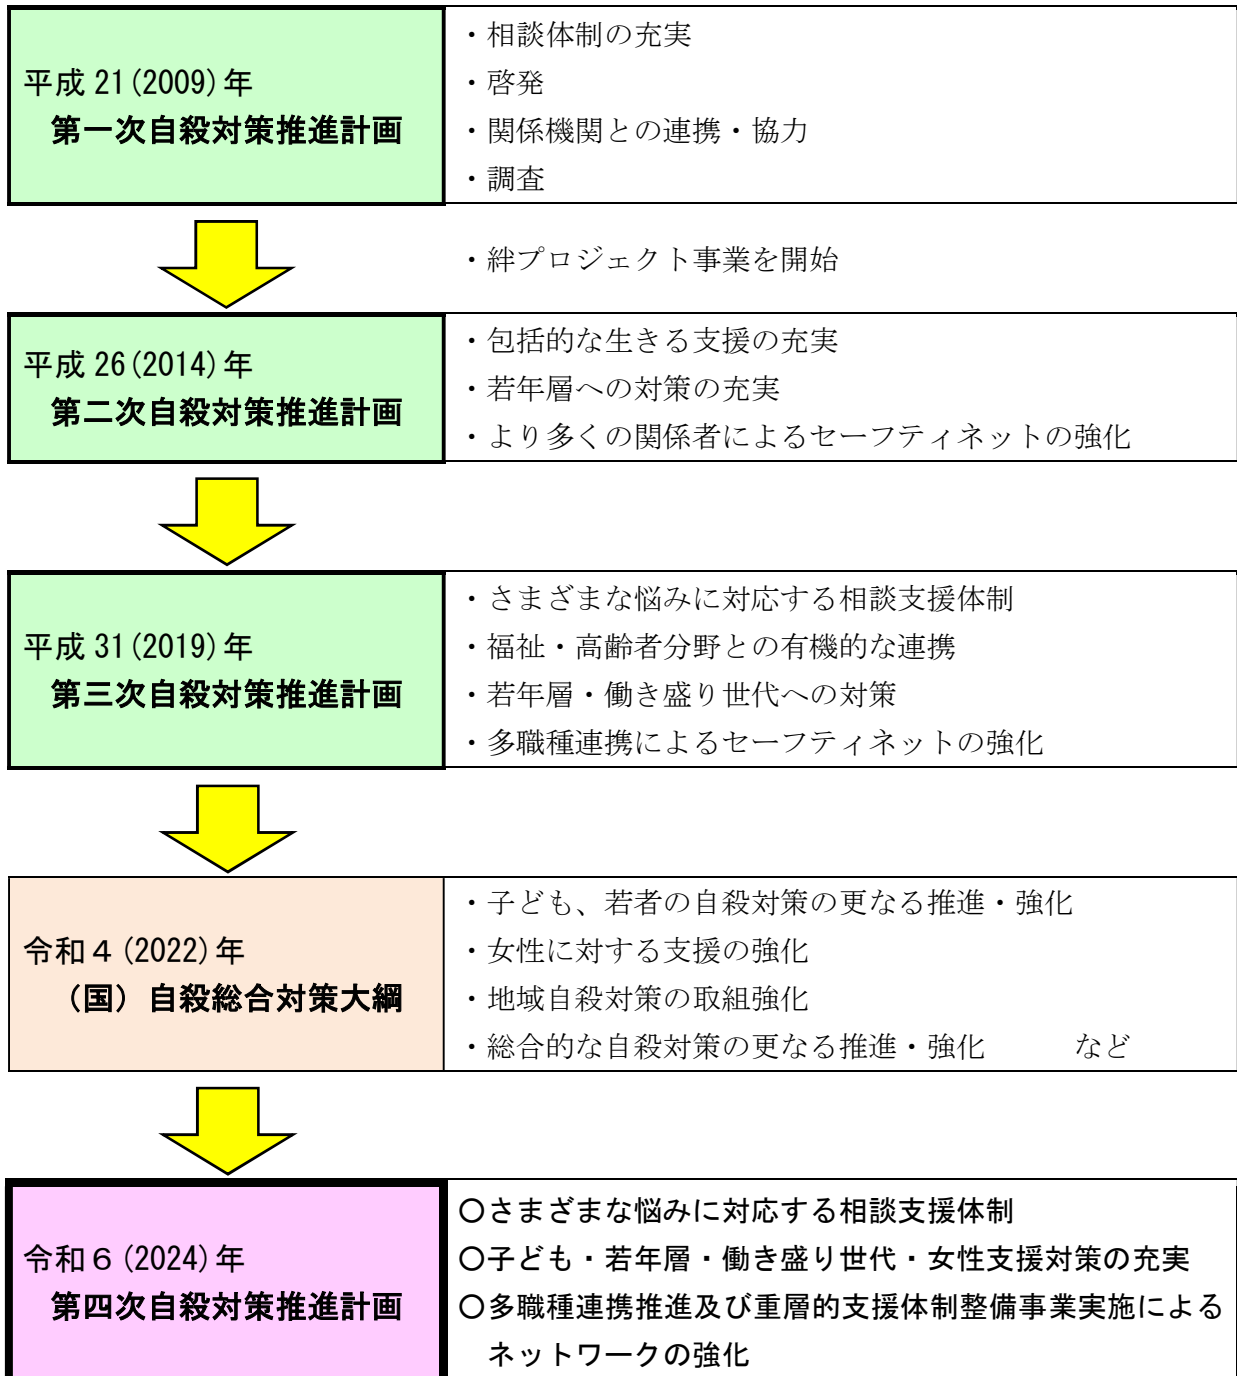 平成 21(2009)年
第一次自殺対策推進計画
・相談体制の充実
・啓発
・関係機関との連携・協力
・調査
・絆プロジェクト事業を開始
平成 26(2014)年
第二次自殺対策推進計画
・包括的な生きる支援の充実
・若年層への対策の充実
・より多くの関係者によるセーフティネットの強化
平成 31(2019)年
第三次自殺対策推進計画
・さまざまな悩みに対応する相談支援体制
・福祉・高齢者分野との有機的な連携
・若年層・働き盛り世代への対策
・多職種連携によるセーフティネットの強化
令和４(2022)年
（国）自殺総合対策大綱
・子ども、若者の自殺対策の更なる推進・強化
・女性に対する支援の強化
・地域自殺対策の取組強化
・総合的な自殺対策の更なる推進・強化　　　など
令和６(2024)年
第四次自殺対策推進計画
〇さまざまな悩みに対応する相談支援体制
〇子ども・若年層・働き盛り世代・女性支援対策の充実
〇多職種連携推進及び重層的支援体制整備事業実施による
ネットワークの強化